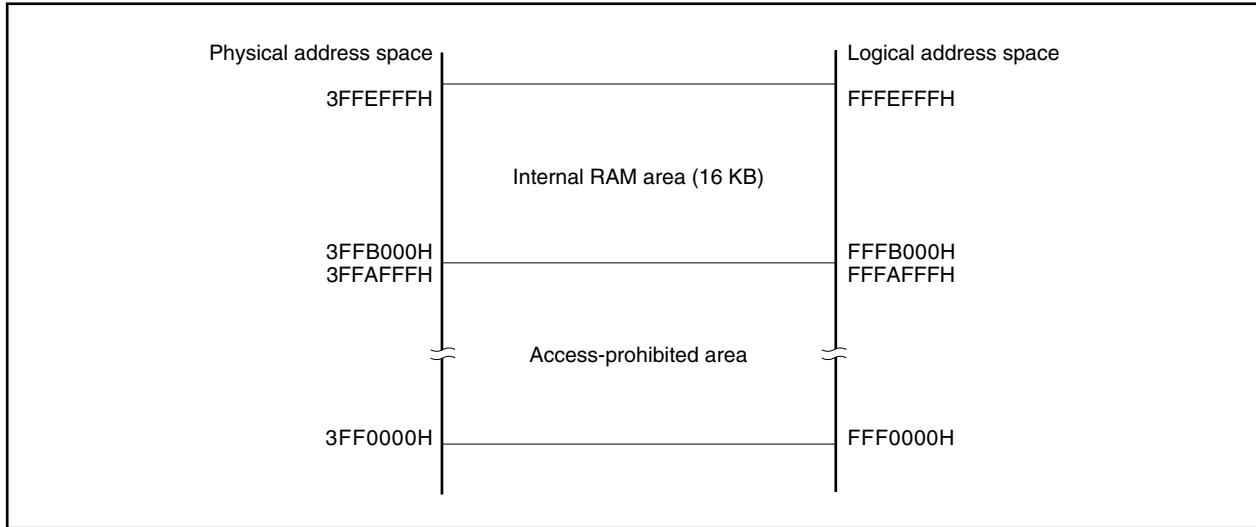 Physical address space
Logical address space
3FFEFFFH
FFFEFFFH
Internal RAM area (16 KB)
3FFB000H
FFFB000H
3FFAFFFH
FFFAFFFH
Access-prohibited area
3FF0000H
FFF0000H